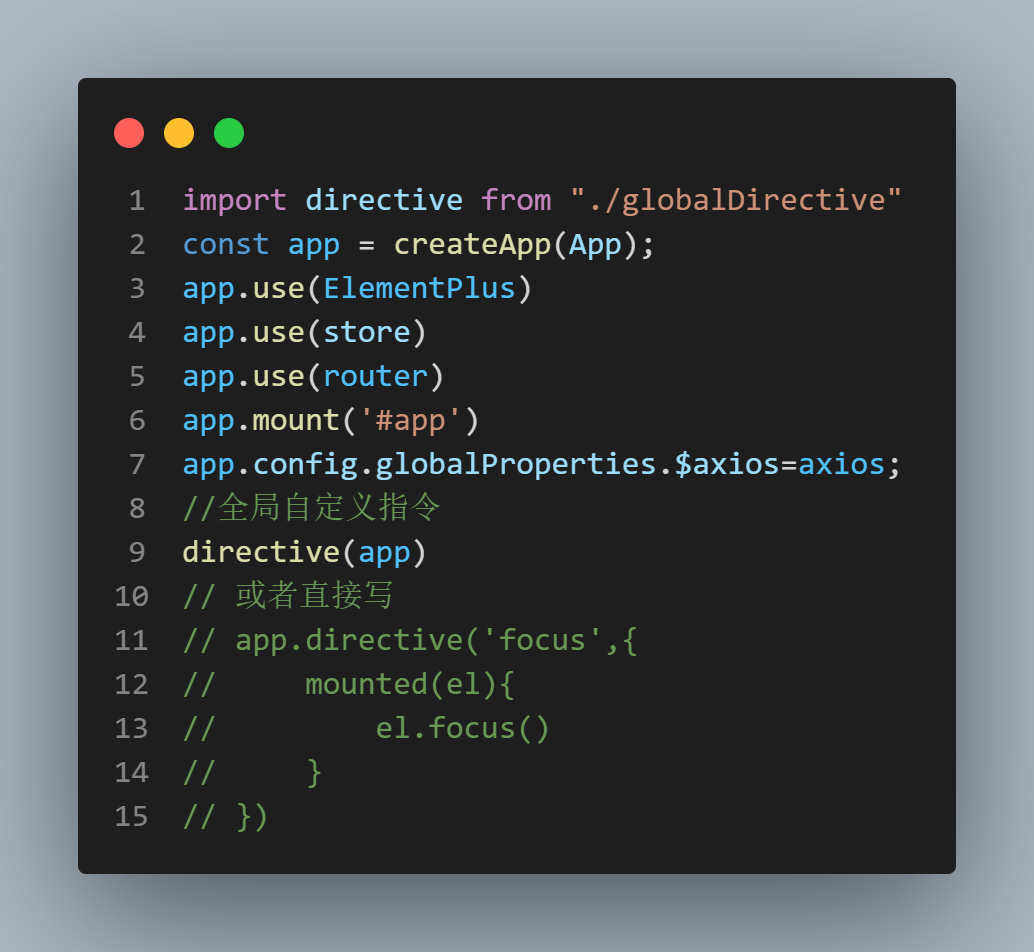 1 import directive from "./globalDirective"
2 const app = createApp(App);
3 app.use(ElementPlus)
4 app.use(store)
5 app.use(router)
6 app.mount('#app')
7 app.config.globalProperties.$axios=axios;
8 //全局自定义指令
9 directive(app)
10 // 或者直接写
11 // app.directive('focus',{
12 //     mounted(el){
13 //         el.focus()
14 //     }
15 // })